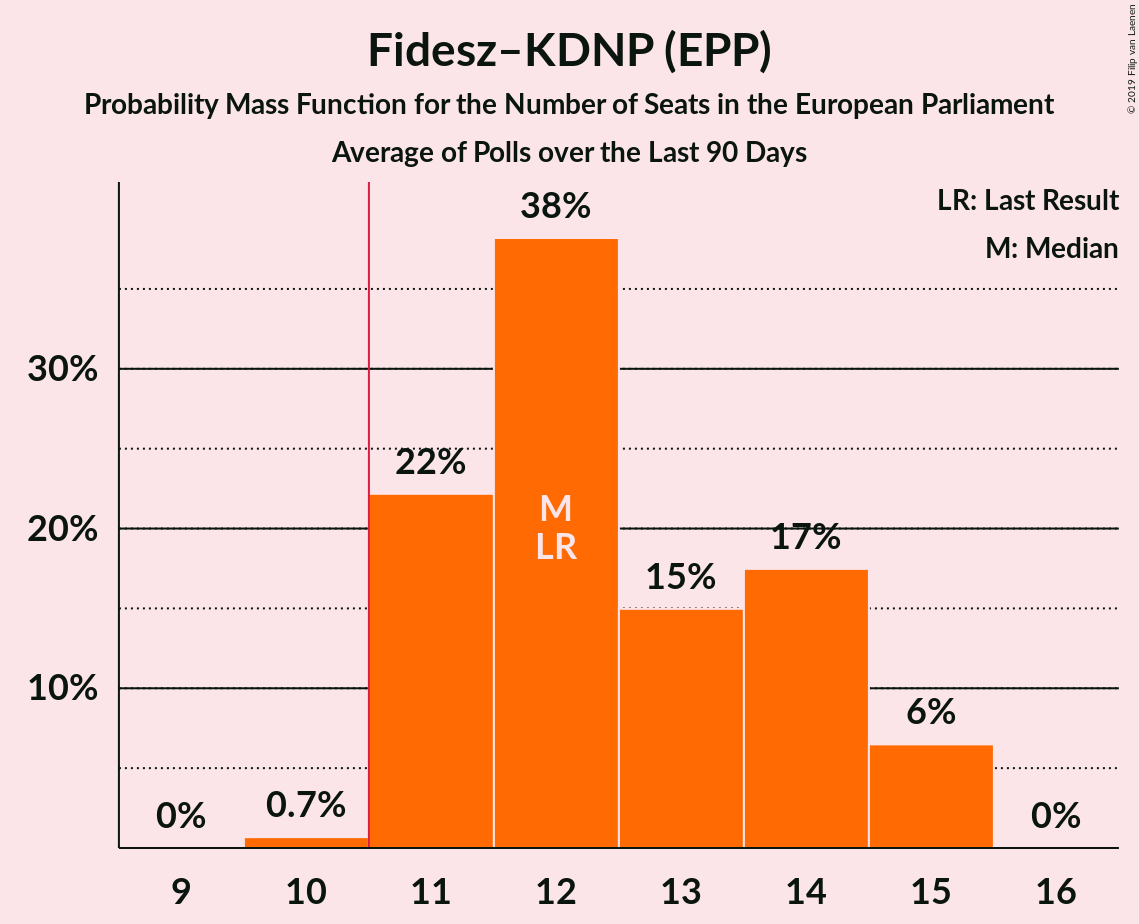 Fidesz–KDNP (EPP)
Probability Mass Function for the Number of Seats in the European Parliament
Average of Polls over the Last 90 Days
© 2019 Filip van Laenen
LR: Last Result
M: Median
38%
30%
22%
20%
M
LR
17%
15%
10%
6%
0%
0.7%
0%
9 10 11 12 13 14 15 16